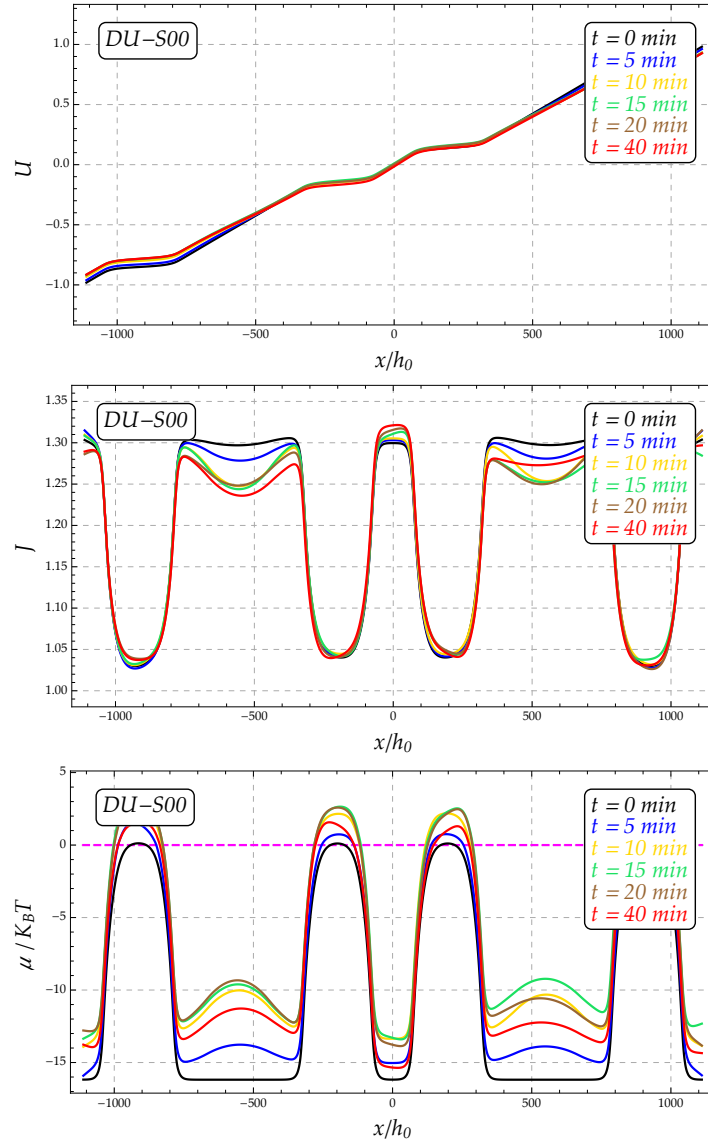 DU−S00
t = 0 min
t = 5 min
t = 10 min
t = 15 min
t = 20 min
t = 40 min
1.0
0.5
0.0
−0.5
−1.0
U
−1000
−500
0
500
1000
x/h0
DU−S00
t = 0 min
t = 5 min
t = 10 min
t = 15 min
t = 20 min
t = 40 min
1.35
1.30
1.25
1.20
1.15
1.10
1.05
1.00
J
−1000
−500
0
500
1000
x/h0
DU−S00
t = 0 min
t = 5 min
t = 10 min
t = 15 min
t = 20 min
t = 40 min
5
0
−5
−10
−15
μ / KBT
−1000
−500
0
500
1000
x/h0